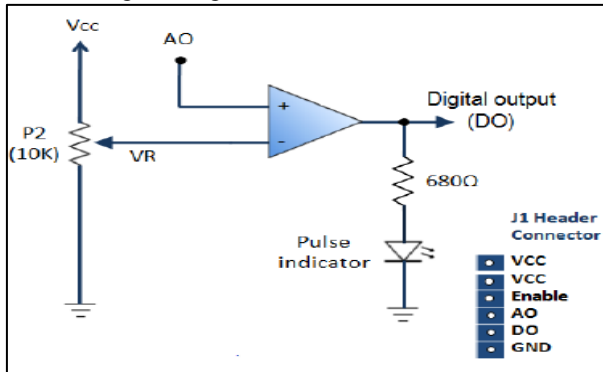 Vcc
AO
P2
(10K)
VR
+
-
Digital output
(DO)
680Ω
Pulse
indicator
J1 Header
Connector
VCC
VCC
Enable
AO
DO
GND